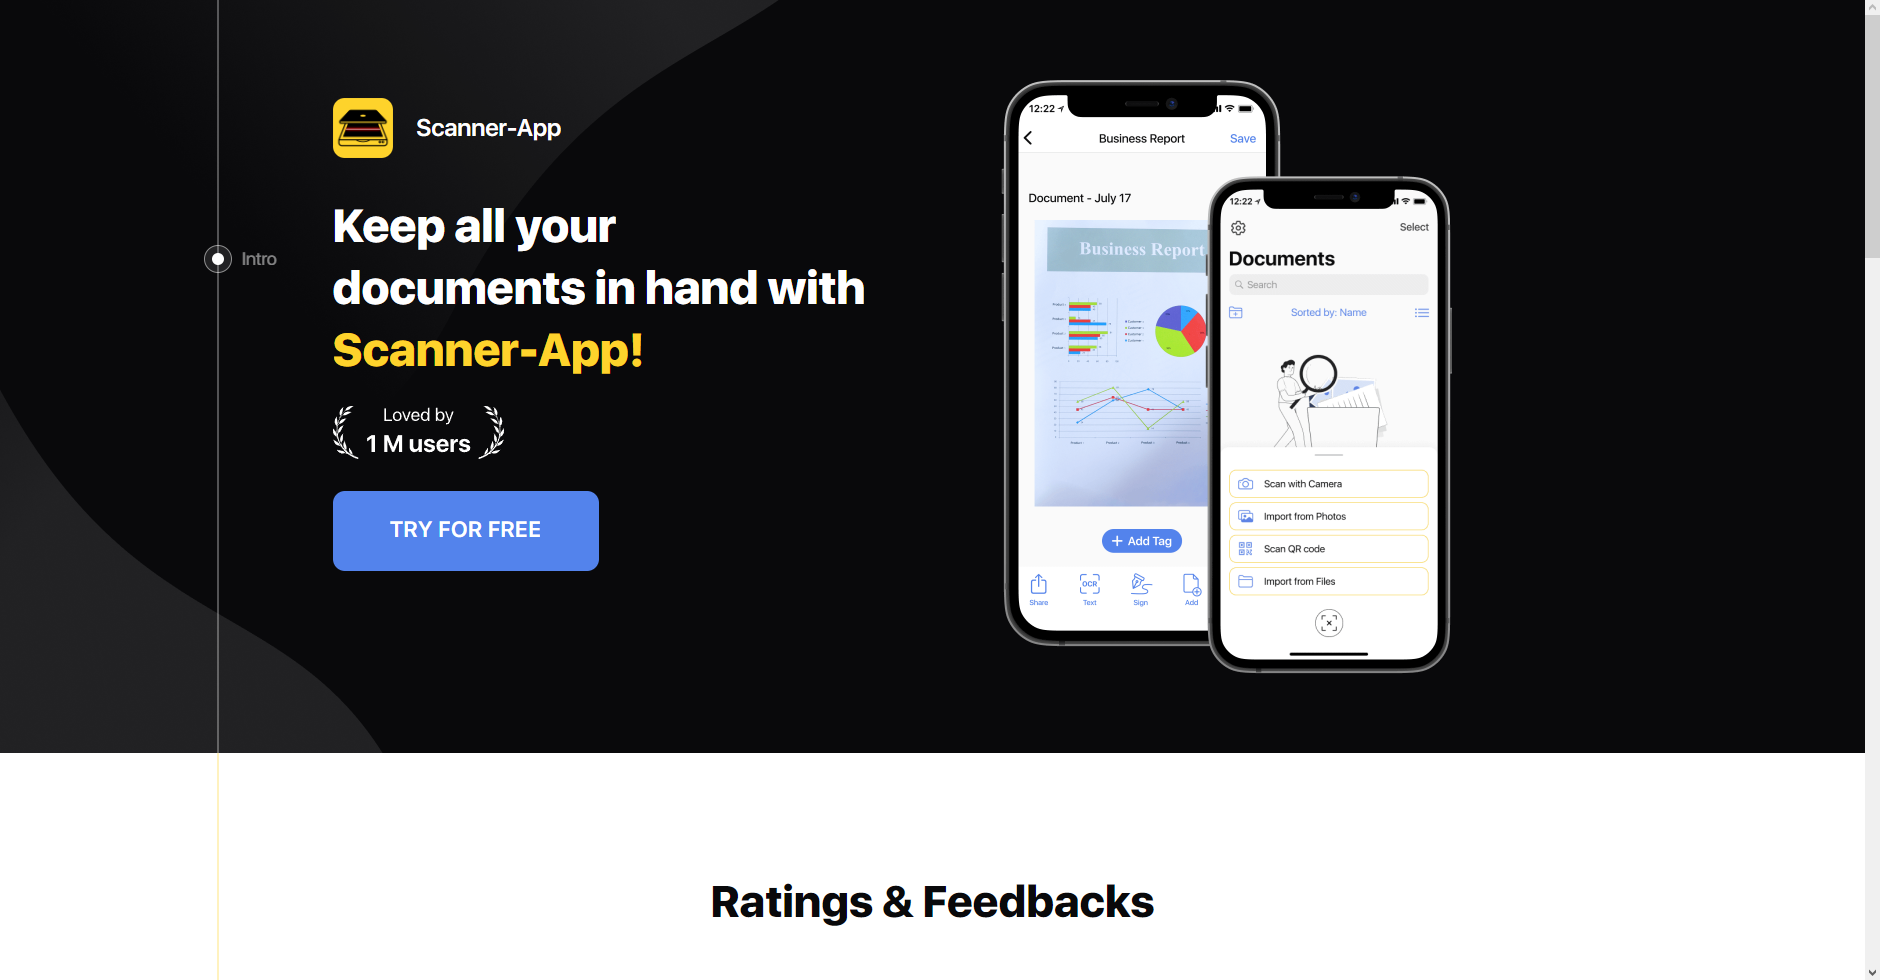 Scanner-App
Keep all your
documents in hand with
Scanner-App!
Intro
Loved by
1 M users
TRY FOR FREE
12:22
Business Report
Save
Document - July 17
Business Report
Add Tag
Share
OCR
Text
Sign
Add
12:22
Select
Documents
Search
Sorted by: Name
Scan with Camera
Import from Photos
Scan QR code
Import from Files
Ratings & Feedbacks